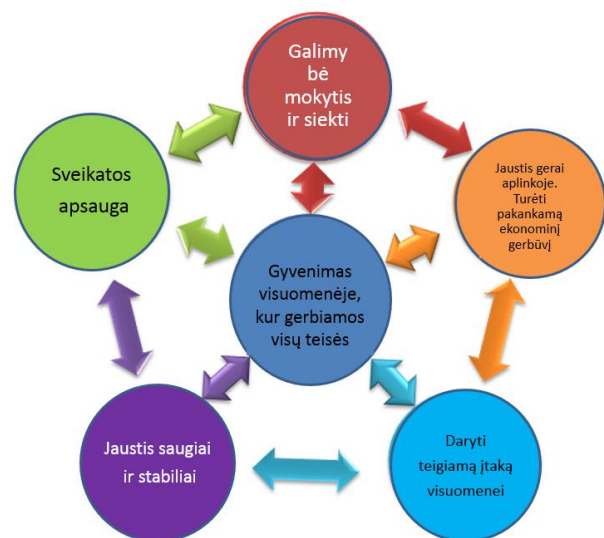 Galimy
bė
mokytis
ir siekti
Sveikatos
apsauga
Jaustis gerai
aplinkoje.
Turėti
pakankamą
ekonominį
gerbūvį
Gyvenimas
visuomenėje,
kur gerbiamos
visų teisės
Jaustis saugiai
ir stabiliai
Daryti
teigiamą įtaką
visuomenei